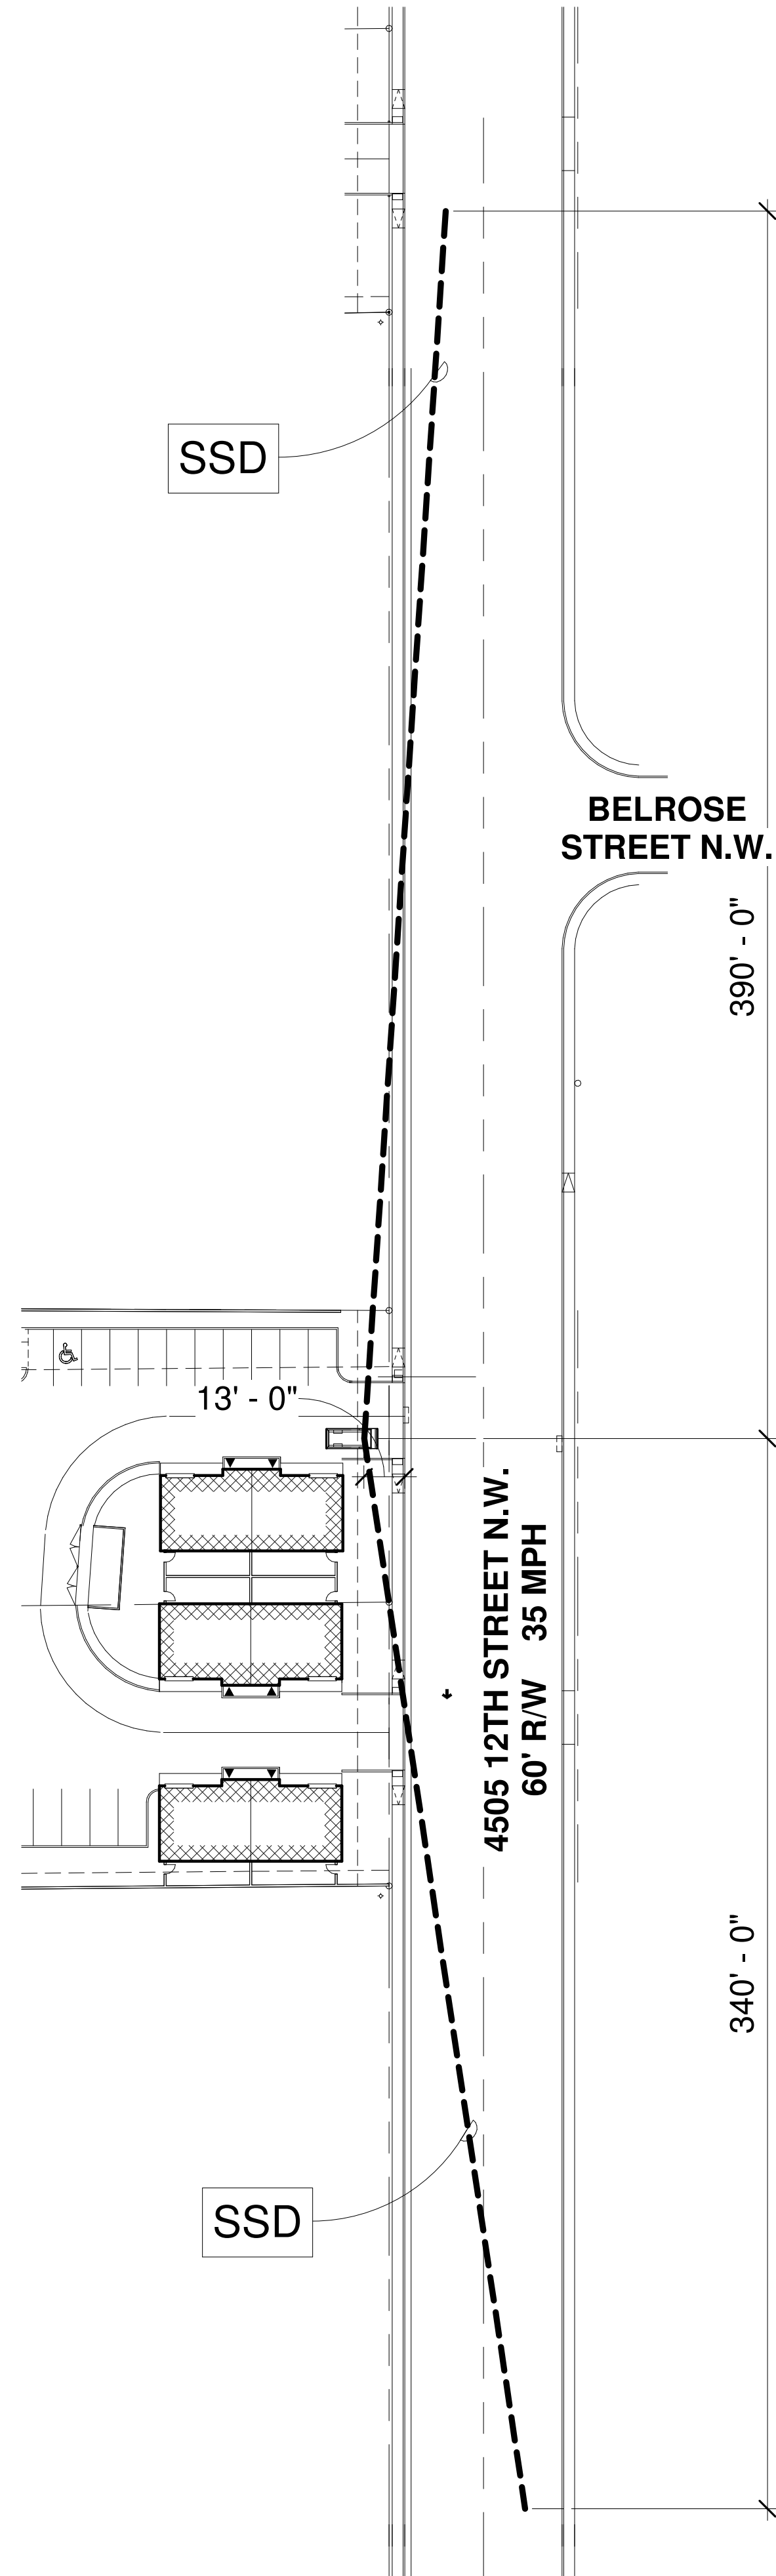 SSD
BELROSE
STREET N.W.
390' - 0"
13' - 0"
4505 12TH STREET N.W.
60' R/W 35 MPH
340' - 0"
SSD